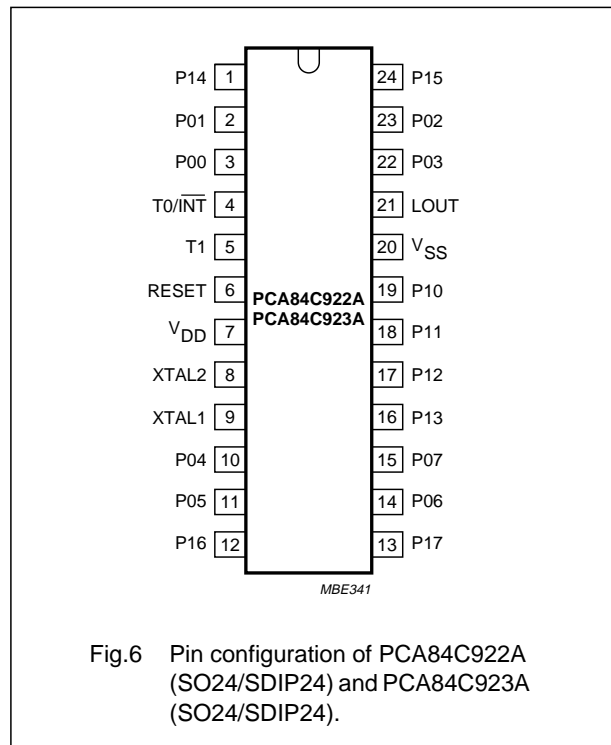 P14 1 24 P15
P01 2 23 P02
P00 3 22 P03
T0/INT 4 21 LOUT
T1 5 20 VSS
RESET 6 19 P10
PCA84C922A
PCA84C923A
VDD 7 18 P11
XTAL2 8 17 P12
XTAL1 9 16 P13
P04 10 15 P07
P05 11 14 P06
P16 12 13 P17
MBE341
Fig.6 Pin configuration of PCA84C922A
(SO24/SDIP24) and PCA84C923A
(SO24/SDIP24).